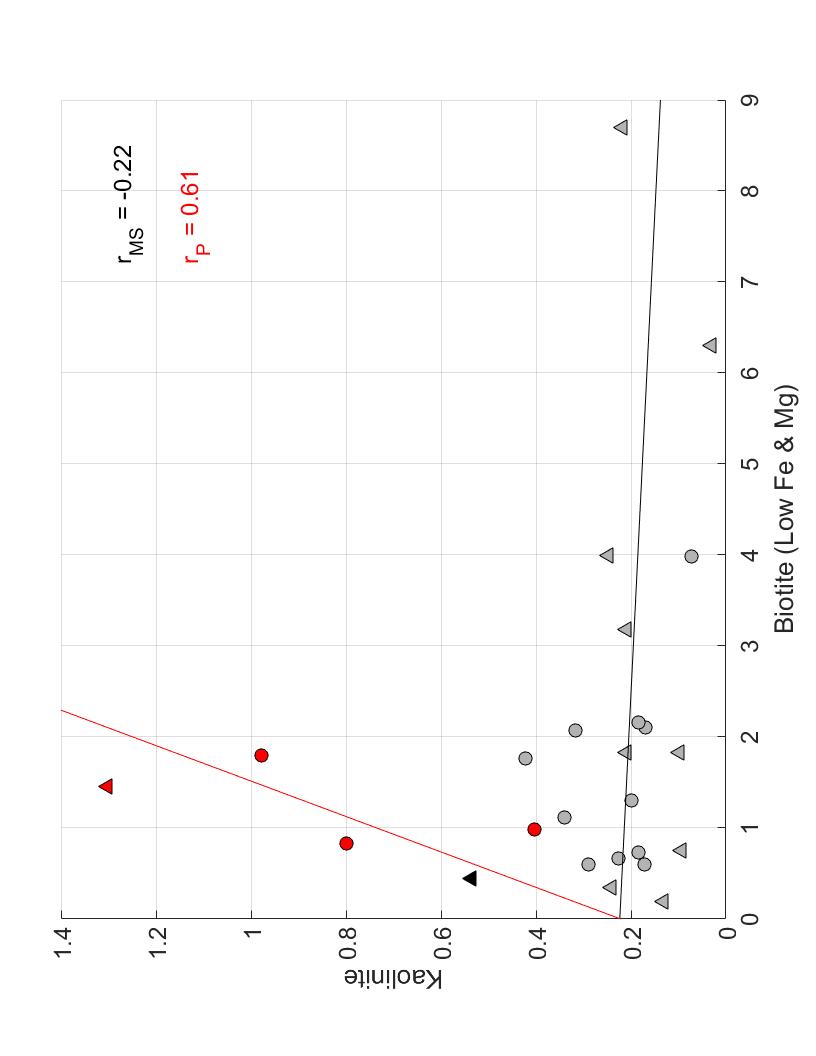 1.4
1.2
1
0.8
0.6
0.4
0.2
0
Kaolinite
r_MS = -0.22
r_P = 0.61
0 1 2 3 4 5 6 7 8 9
Biotite (Low Fe & Mg)